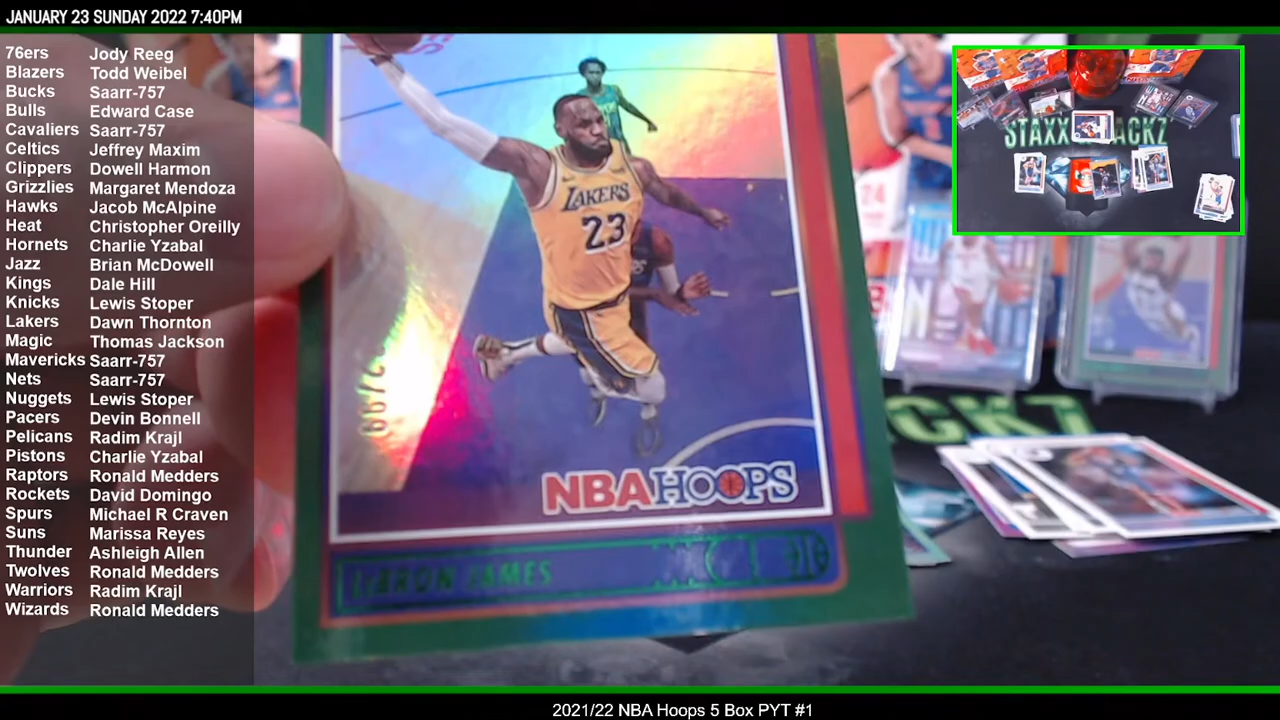 JANUARY 23 SUNDAY 2022 7:40PM
76ers Jody Reeg
Blazers Todd Weibel
Bucks Saarr-757
Bulls Edward Case
Cavaliers Saarr-757
Celtics Jeffrey Maxim
Clippers Dowell Harmon
Grizzlies Margaret Mendoza
Hawks Jacob McAlpine
Heat Christopher Oreilly
Hornets Charlie Yzabal
Jazz Brian McDowell
Kings Dale Hill
Knicks Lewis Stoper
Lakers Dawn Thornton
Magic Thomas Jackson
Mavericks Saarr-757
Nets Saarr-757
Nuggets Lewis Stoper
Pacers Devin Bonnell
Pelicans Radim Krajl
Pistons Charlie Yzabal
Raptors Ronald Medders
Rockets David Domingo
Spurs Michael R Craven
Suns Marissa Reyes
Thunder Ashleigh Allen
Twolves Ronald Medders
Warriors Radim Krajl
Wizards Ronald Medders
LAKERS
23
NBA HOOPS
LEBRON JAMES
STAXX
2021/22 NBA Hoops 5 Box PYT #1